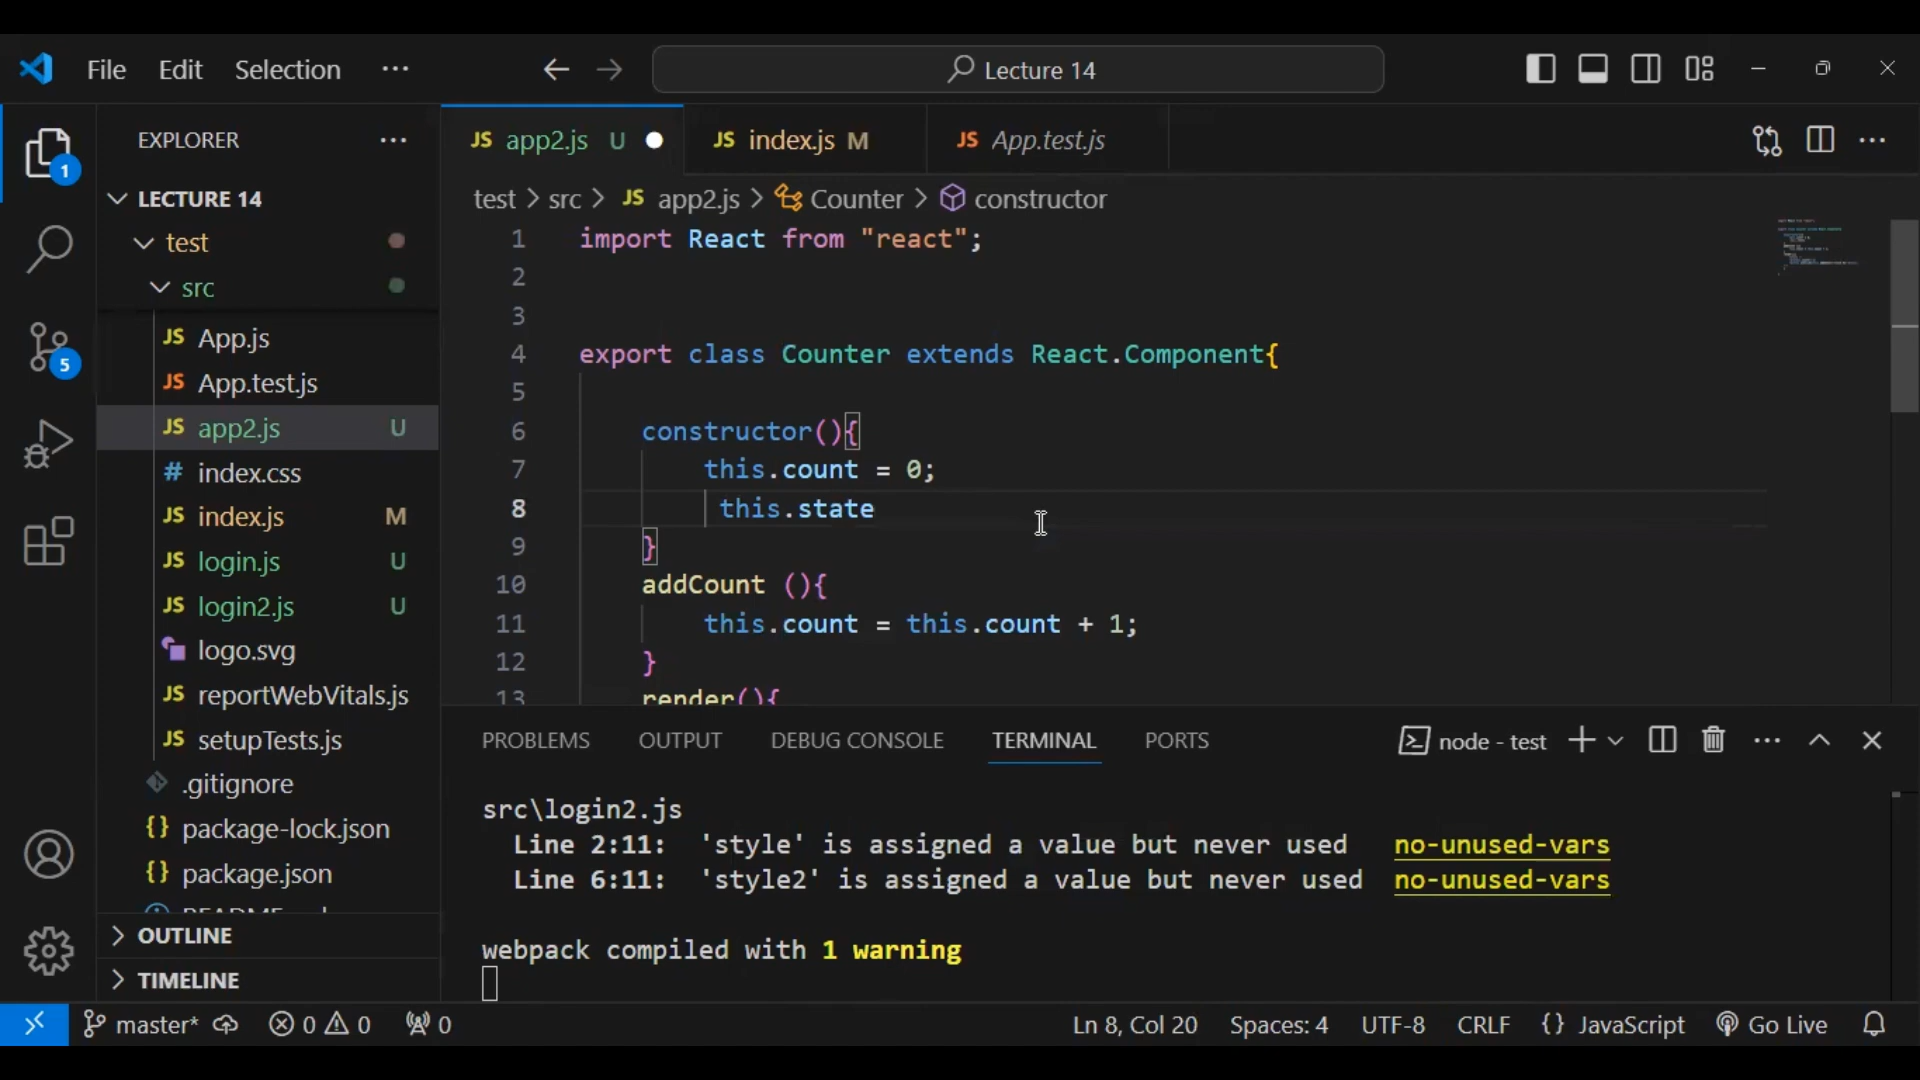 File Edit Selection ··· Lecture 14
EXPLORER ···
app2.js U
index.js M
App.test.js
LECTURE 14
test > src > JS app2.js > Counter > constructor
test
src
JS App.js
JS App.test.js
JS app2.js U
# index.css
JS index.js M
JS login.js U
JS login2.js U
logo.svg
JS reportWebVitals.js
JS setupTests.js
.gitignore
{} package-lock.json
{} package.json
OUTLINE
TIMELINE
1
5
1 import React from "react";
2
3
4 export class Counter extends React.Component{
5
6 constructor(){
7 this.count = 0;
8 this.state
9 }
10 addCount (){
11 this.count = this.count + 1;
12 }
13 render(){
PROBLEMS OUTPUT DEBUG CONSOLE TERMINAL PORTS node - test
src\login2.js
Line 2:11: 'style' is assigned a value but never used no-unused-vars
Line 6:11: 'style2' is assigned a value but never used no-unused-vars
webpack compiled with 1 warning
master* 0 0 0 Ln 8, Col 20 Spaces: 4 UTF-8 CRLF {} JavaScript Go Live